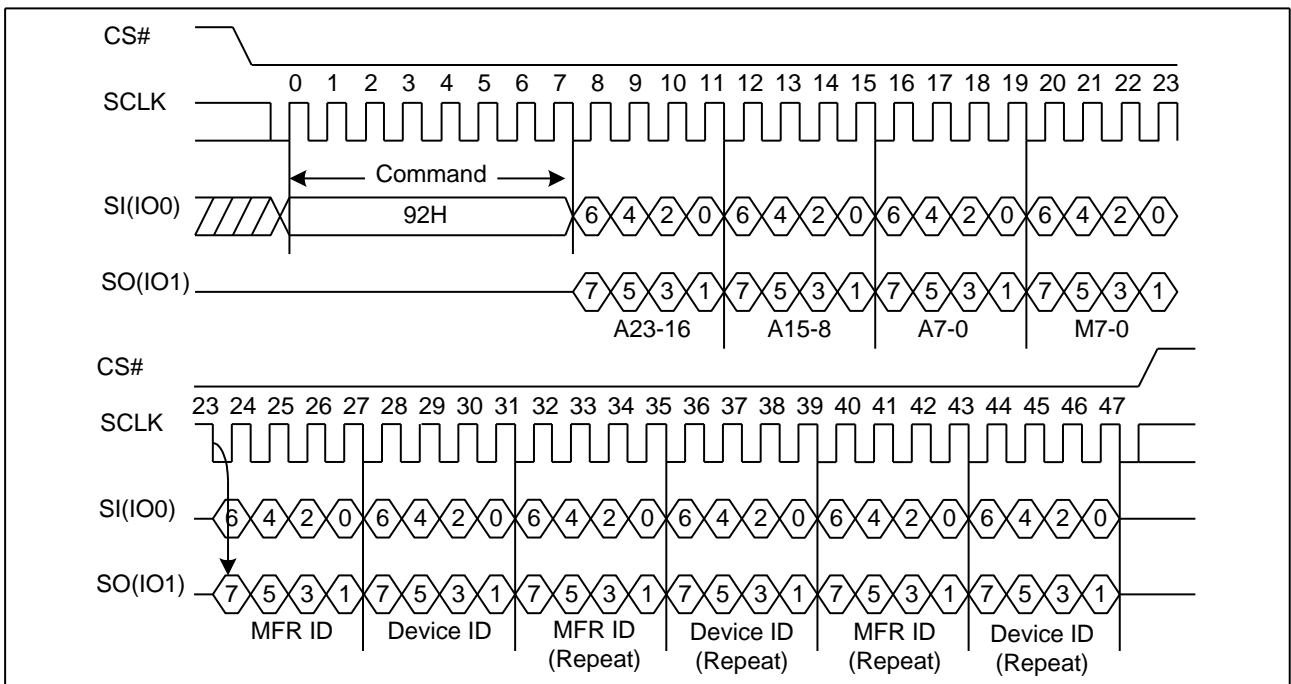 CS#
0 1 2 3 4 5 6 7 8 9 10 11 12 13 14 15 16 17 18 19 20 21 22 23
SCLK
Command
SI(IO0) 92H 6 4 2 0 6 4 2 0 6 4 2 0 6 4 2 0
SO(IO1) 7 5 3 1 7 5 3 1 7 5 3 1 7 5 3 1
A23-16 A15-8 A7-0 M7-0
CS#
23 24 25 26 27 28 29 30 31 32 33 34 35 36 37 38 39 40 41 42 43 44 45 46 47
SCLK
SI(IO0) 6 4 2 0 6 4 2 0 6 4 2 0 6 4 2 0 6 4 2 0 6 4 2 0
SO(IO1) 7 5 3 1 7 5 3 1 7 5 3 1 7 5 3 1 7 5 3 1 7 5 3 1
MFR ID Device ID MFR ID Device ID MFR ID Device ID
(Repeat) (Repeat) (Repeat) (Repeat)